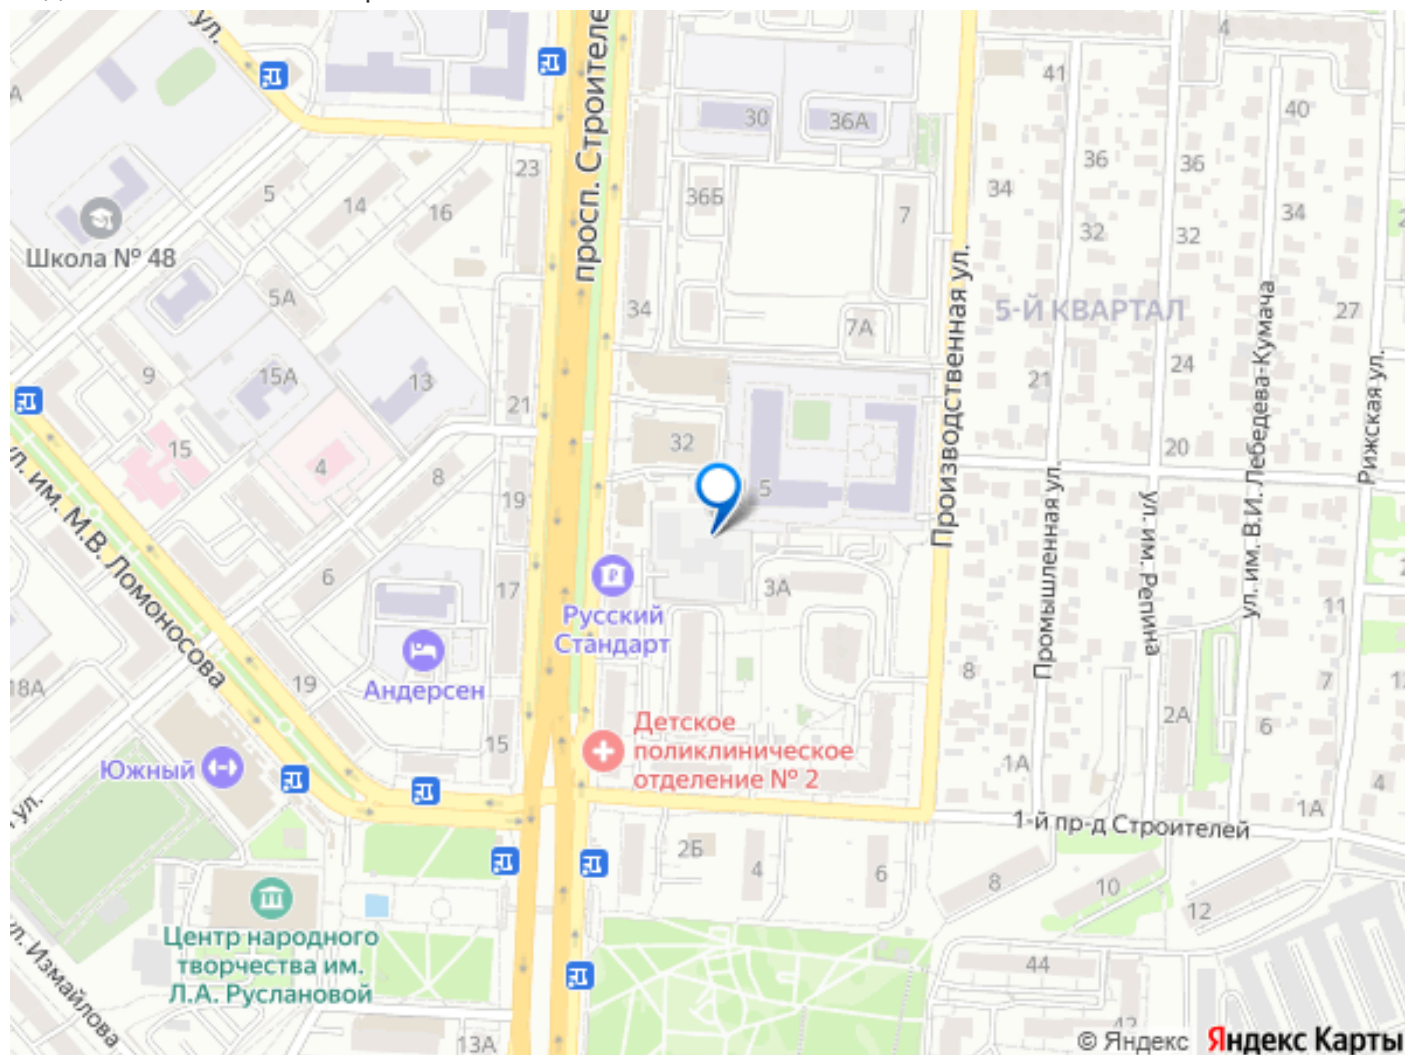 ул.
просп. Строителе
4
41
30
36А
40
36
36
5
14
16
23
36Б
7
34
34
32
32
Школа № 48
5А
34
7А
Производственная ул.
5-Й КВАРТАЛ
27
ул. им. В.И. Лебедева-Кумача
Рижская ул.
9
15А
13
21
21
24
15
4
8
19
32
5
20
ул. им. М.В. Ломоносова
6
17
Русский
Стандарт
3А
Промышленная ул.
ул. им. Репина
11
18А
19
Андерсен
15
8
2А
6
7
Южный
Детское
поликлиническое
отделение № 2
1А
4
1А
ул.
1-й пр-д Строителей
2Б
4
6
8
10
12
Центр народного
творчества им.
Л.А. Руслановой
ул. Измайлова
44
13А
© Яндекс Яндекс Карты